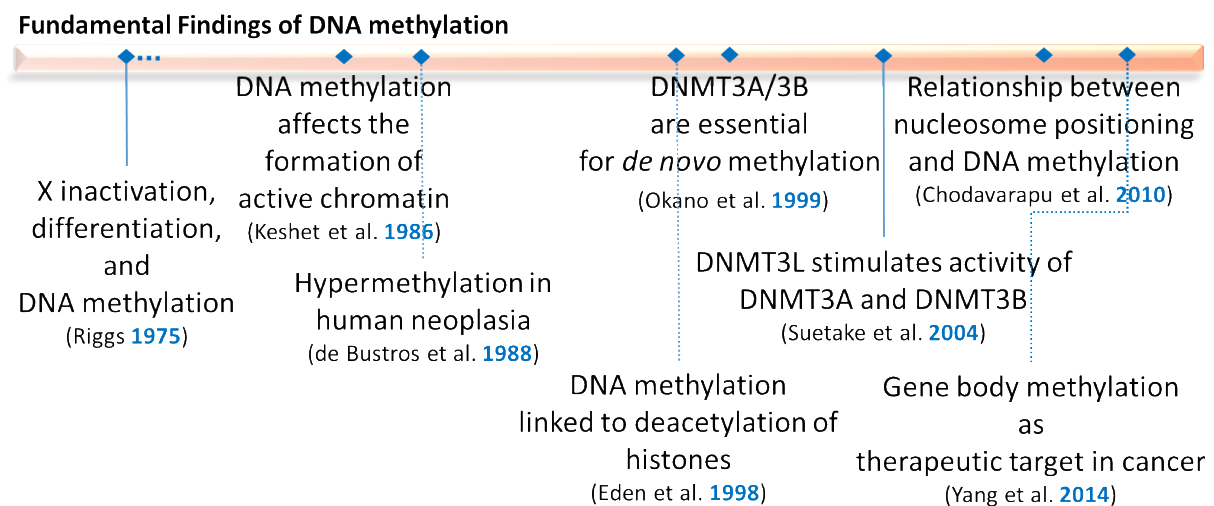 Fundamental Findings of DNA methylation
X inactivation,
differentiation,
and
DNA methylation
(Riggs 1975)
DNA methylation
affects the
formation of
active chromatin
(Keshet et al. 1986)
Hypermethylation in
human neoplasia
(de Bustros et al. 1988)
DNA methylation
linked to deacetylation of
histones
(Eden et al. 1998)
DNMT3A/3B
are essential
for de novo methylation
(Okano et al. 1999)
DNMT3L stimulates activity of
DNMT3A and DNMT3B
(Suetake et al. 2004)
Relationship between
nucleosome positioning
and DNA methylation
(Chodavarapu et al. 2010)
Gene body methylation
as
therapeutic target in cancer
(Yang et al. 2014)